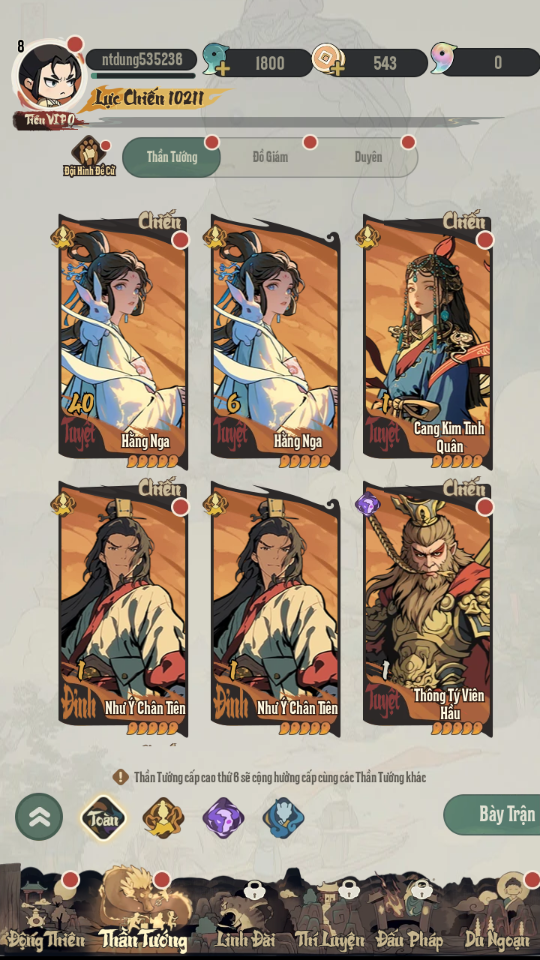 8
ntdung535236
1800
543
0
Lực Chiến 10211
Tiên VIP 0
Đội Hình Đề Cử
Thần Tướng
Đồ Giám
Duyên
Chiến
40
Tuyệt
Hằng Nga
6
Tuyệt
Hằng Nga
Chiến
1
Tuyệt
Cang Kim Tinh
Quân
Chiến
1
Đỉnh
Như Ý Chân Tiên
1
Đỉnh
Như Ý Chân Tiên
Chiến
1
Tuyệt
Thông Tý Viên
Hầu
Thần Tướng cấp cao thứ 6 sẽ cộng hưởng cấp cùng các Thần Tướng khác
Toàn
Bày Trận
Động Thiên
Thần Tướng
Linh Đài
Thí Luyện
Đấu Pháp
Du Ngoạn